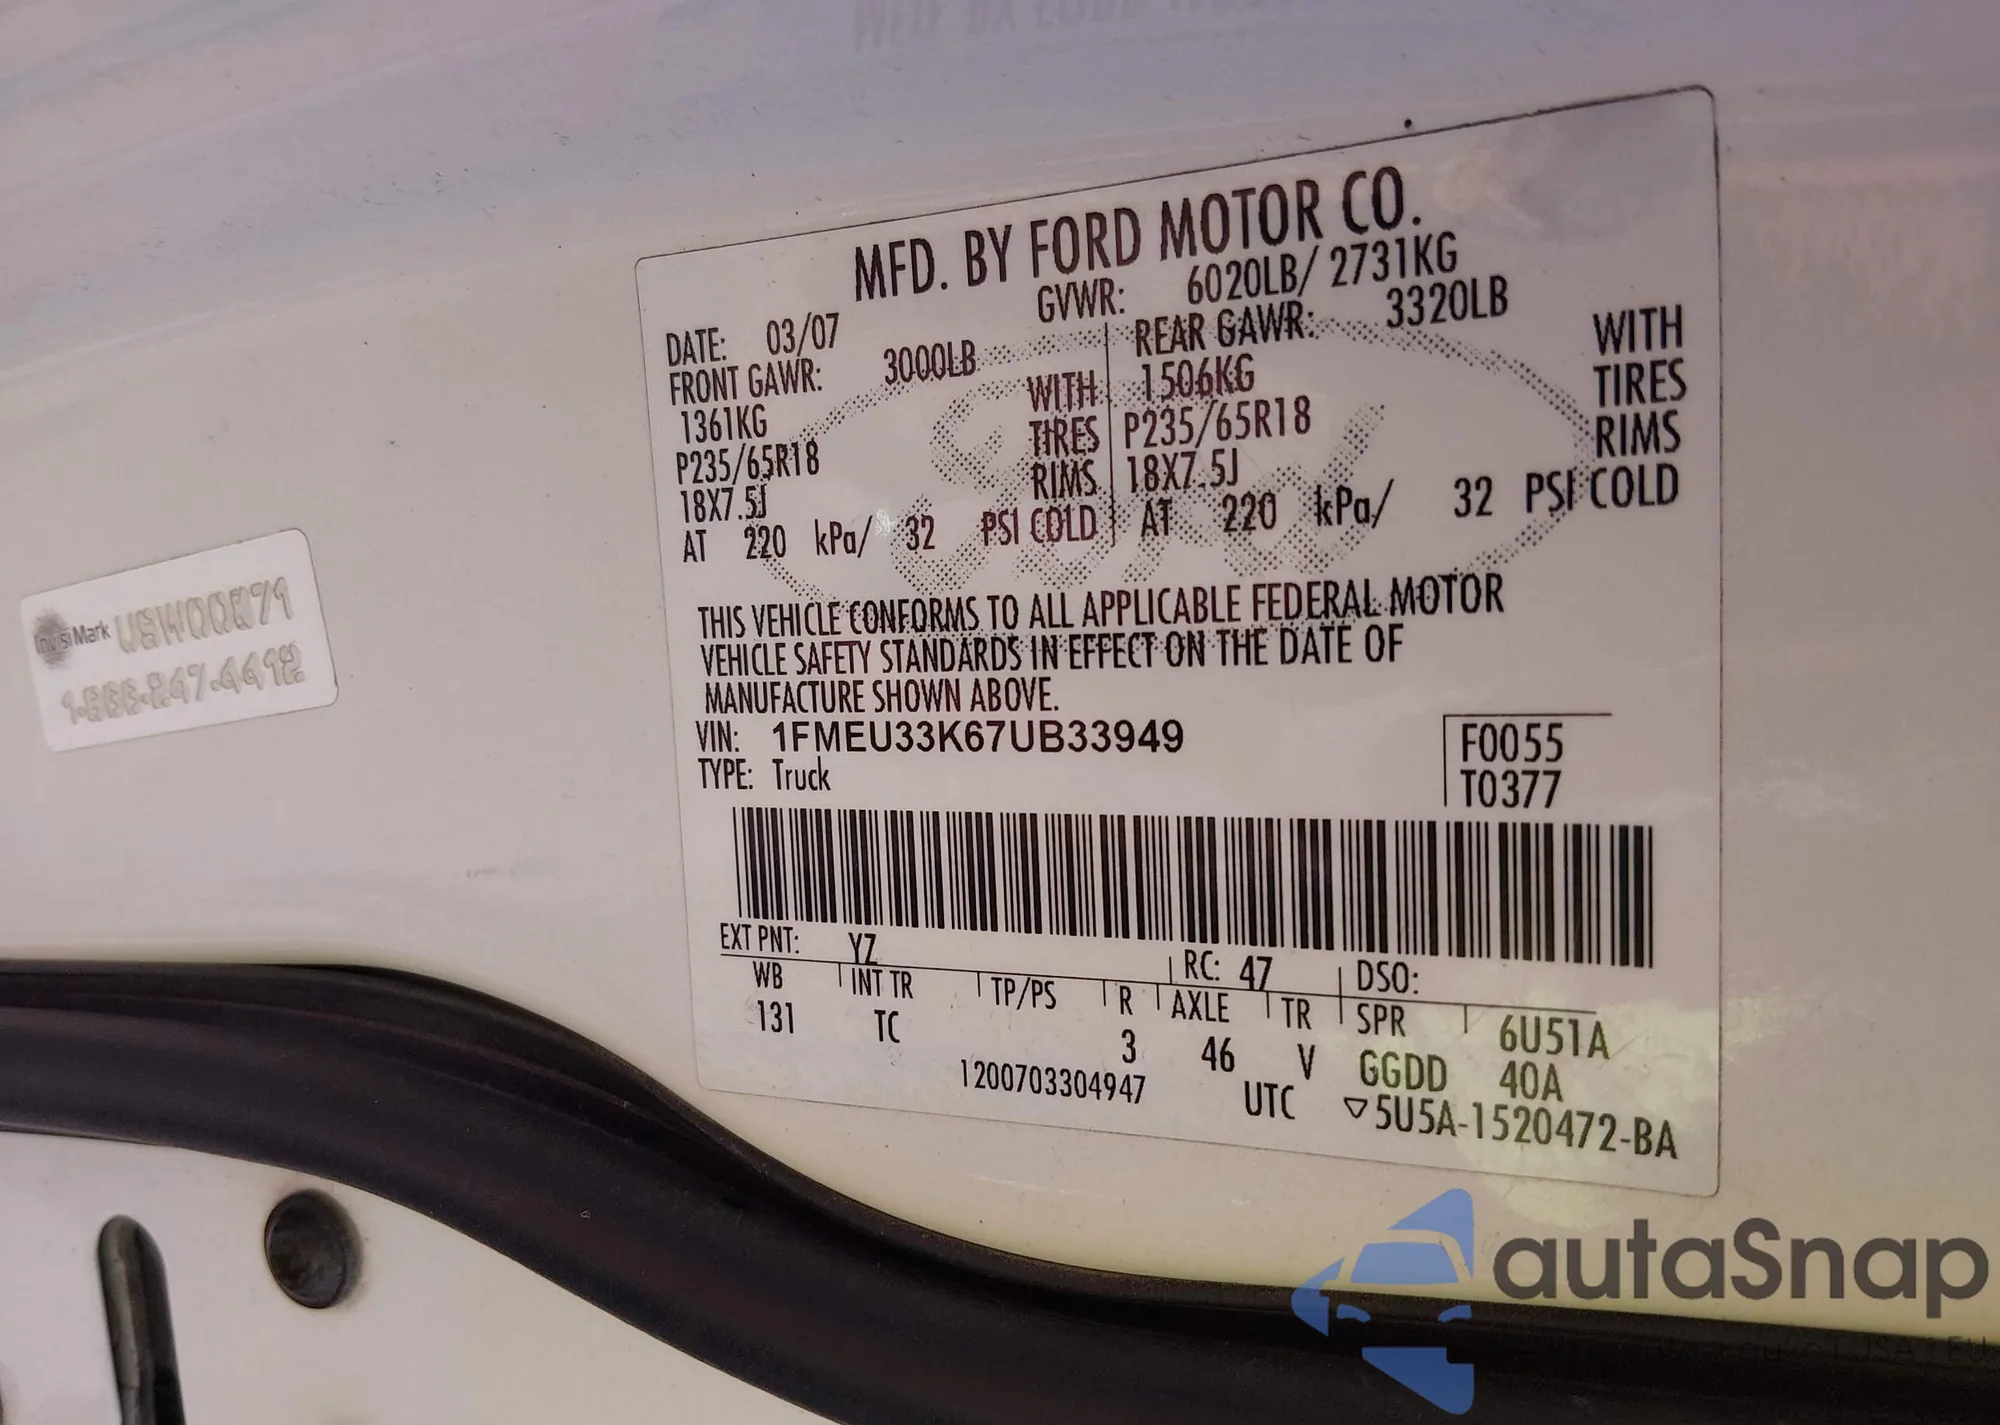 MFD. BY FORD MOTOR CO.
DATE: 03/07 GVWR: 6020LB/ 2731KG
FRONT GAWR: 3000LB REAR GAWR: 3320LB
1361KG WITH 1506KG WITH
P235/65R18 TIRES P235/65R18 TIRES
18X7.5J RIMS 18X7.5J RIMS
AT 220 kPa/ 32 PSI COLD AT 220 kPa/ 32 PSI COLD
THIS VEHICLE CONFORMS TO ALL APPLICABLE FEDERAL MOTOR
VEHICLE SAFETY STANDARDS IN EFFECT ON THE DATE OF
MANUFACTURE SHOWN ABOVE.
VIN: 1FMEU33K67UB33949 F0055
TYPE: Truck T0377
EXT PNT: YZ RC: 47 DSO:
WB INT TR TP/PS R AXLE TR SPR 6U51A
131 TC 3 46 V GGDD 40A
1200703304947 UTC ▽5U5A-1520472-BA
InvisiMark
autaSnap